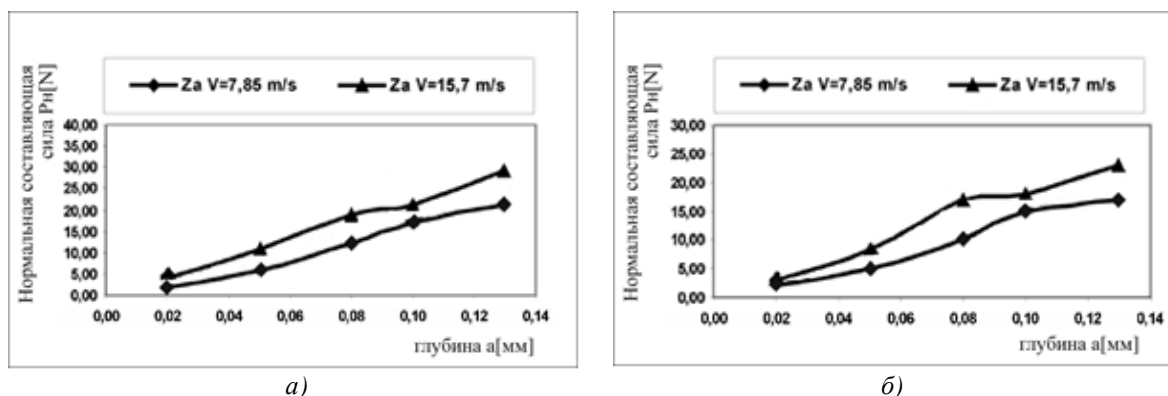 Нормальная составляющая
сила Рн[N]
Za V=7,85 m/s Za V=15,7 m/s
40,00
35,00
30,00
25,00
20,00
15,00
10,00
5,00
0,00
0,00 0,02 0,04 0,06 0,08 0,10 0,12 0,14
глубина а[мм]
а)
Нормальная составляющая
сила Рн[N]
Za V=7,85 m/s Za V=15,7 m/s
30,00
25,00
20,00
15,00
10,00
5,00
0,00
0,00 0,02 0,04 0,06 0,08 0,10 0,12 0,14
глубина а[мм]
б)